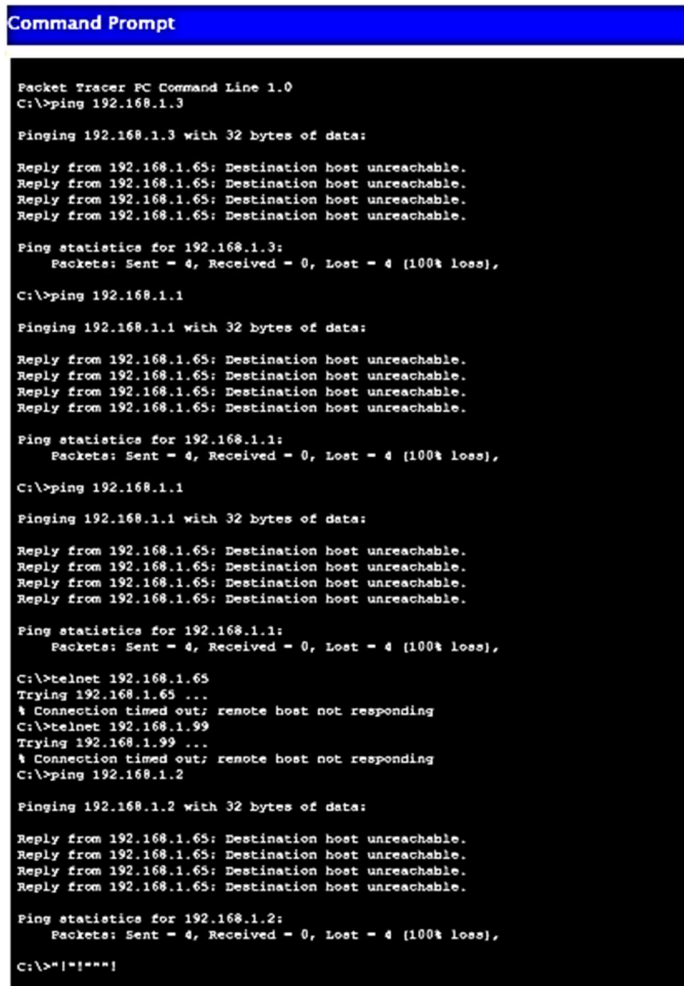 Command Prompt
Packet Tracer PC Command Line 1.0
C:\>ping 192.168.1.3
Pinging 192.168.1.3 with 32 bytes of data:
Reply from 192.168.1.65: Destination host unreachable.
Reply from 192.168.1.65: Destination host unreachable.
Reply from 192.168.1.65: Destination host unreachable.
Reply from 192.168.1.65: Destination host unreachable.
Ping statistics for 192.168.1.3:
Packets: Sent = 4, Received = 0, Lost = 4 (100% loss),
C:\>ping 192.168.1.1
Pinging 192.168.1.1 with 32 bytes of data:
Reply from 192.168.1.65: Destination host unreachable.
Reply from 192.168.1.65: Destination host unreachable.
Reply from 192.168.1.65: Destination host unreachable.
Reply from 192.168.1.65: Destination host unreachable.
Ping statistics for 192.168.1.1:
Packets: Sent = 4, Received = 0, Lost = 4 (100% loss),
C:\>ping 192.168.1.1
Pinging 192.168.1.1 with 32 bytes of data:
Reply from 192.168.1.65: Destination host unreachable.
Reply from 192.168.1.65: Destination host unreachable.
Reply from 192.168.1.65: Destination host unreachable.
Reply from 192.168.1.65: Destination host unreachable.
Ping statistics for 192.168.1.1:
Packets: Sent = 4, Received = 0, Lost = 4 (100% loss),
C:\>telnet 192.168.1.65
Trying 192.168.1.65 ...
% Connection timed out; remote host not responding
C:\>telnet 192.168.1.99
Trying 192.168.1.99 ...
% Connection timed out; remote host not responding
C:\>ping 192.168.1.2
Pinging 192.168.1.2 with 32 bytes of data:
Reply from 192.168.1.65: Destination host unreachable.
Reply from 192.168.1.65: Destination host unreachable.
Reply from 192.168.1.65: Destination host unreachable.
Reply from 192.168.1.65: Destination host unreachable.
Ping statistics for 192.168.1.2:
Packets: Sent = 4, Received = 0, Lost = 4 (100% loss),
C:\>"!"!"""!